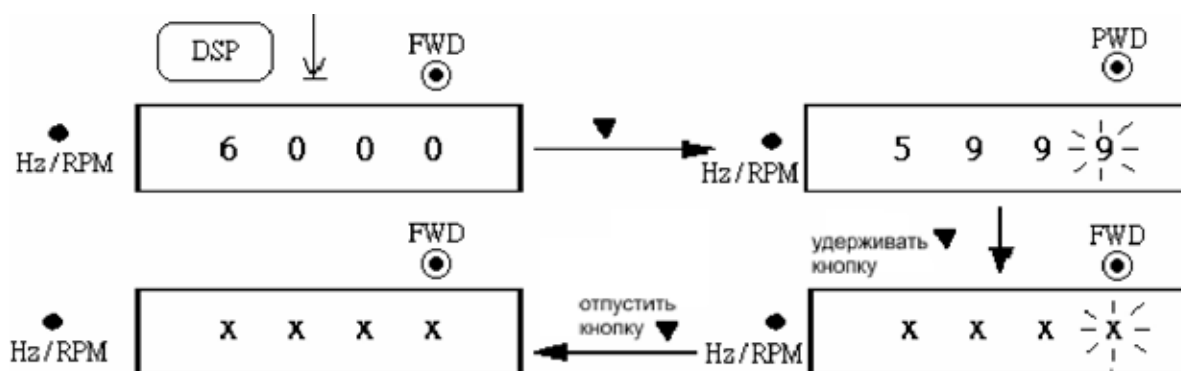 DSP
FWD
PWD
6 0 0 0
5 9 9 9
Hz/RPM
Hz/RPM
FWD
удерживать
кнопку
FWD
отпустить
кнопку
x x x x
x x x x
Hz/RPM
Hz/RPM